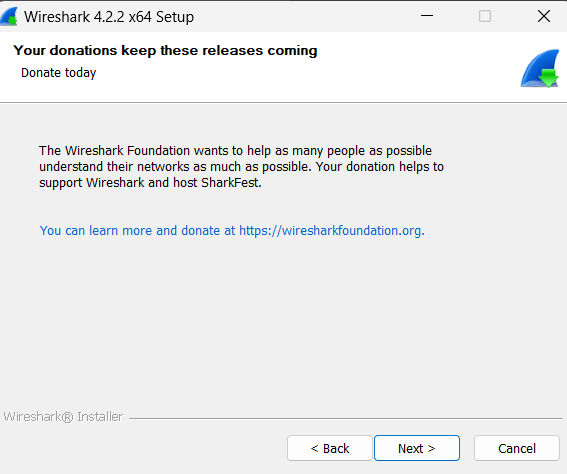 Wireshark 4.2.2 x64 Setup
Your donations keep these releases coming
Donate today
The Wireshark Foundation wants to help as many people as possible
understand their networks as much as possible. Your donation helps to
support Wireshark and host SharkFest.
You can learn more and donate at https://wiresharkfoundation.org.
Wireshark® Installer
< Back
Next >
Cancel